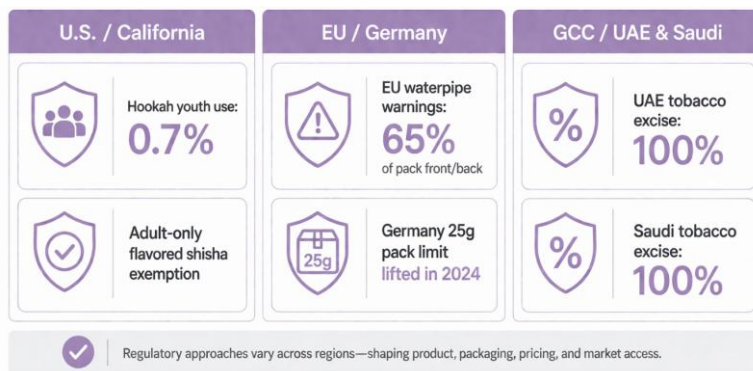 U.S. / California
Hookah youth use:
0.7%
Adult-only
flavored shisha
exemption
EU / Germany
EU waterpipe
warnings:
65%
of pack front/back
25g
Germany 25g
pack limit
lifted in 2024
GCC / UAE & Saudi
%
UAE tobacco
excise:
100%
%
Saudi tobacco
excise:
100%
Regulatory approaches vary across regions—shaping product, packaging, pricing, and market access.